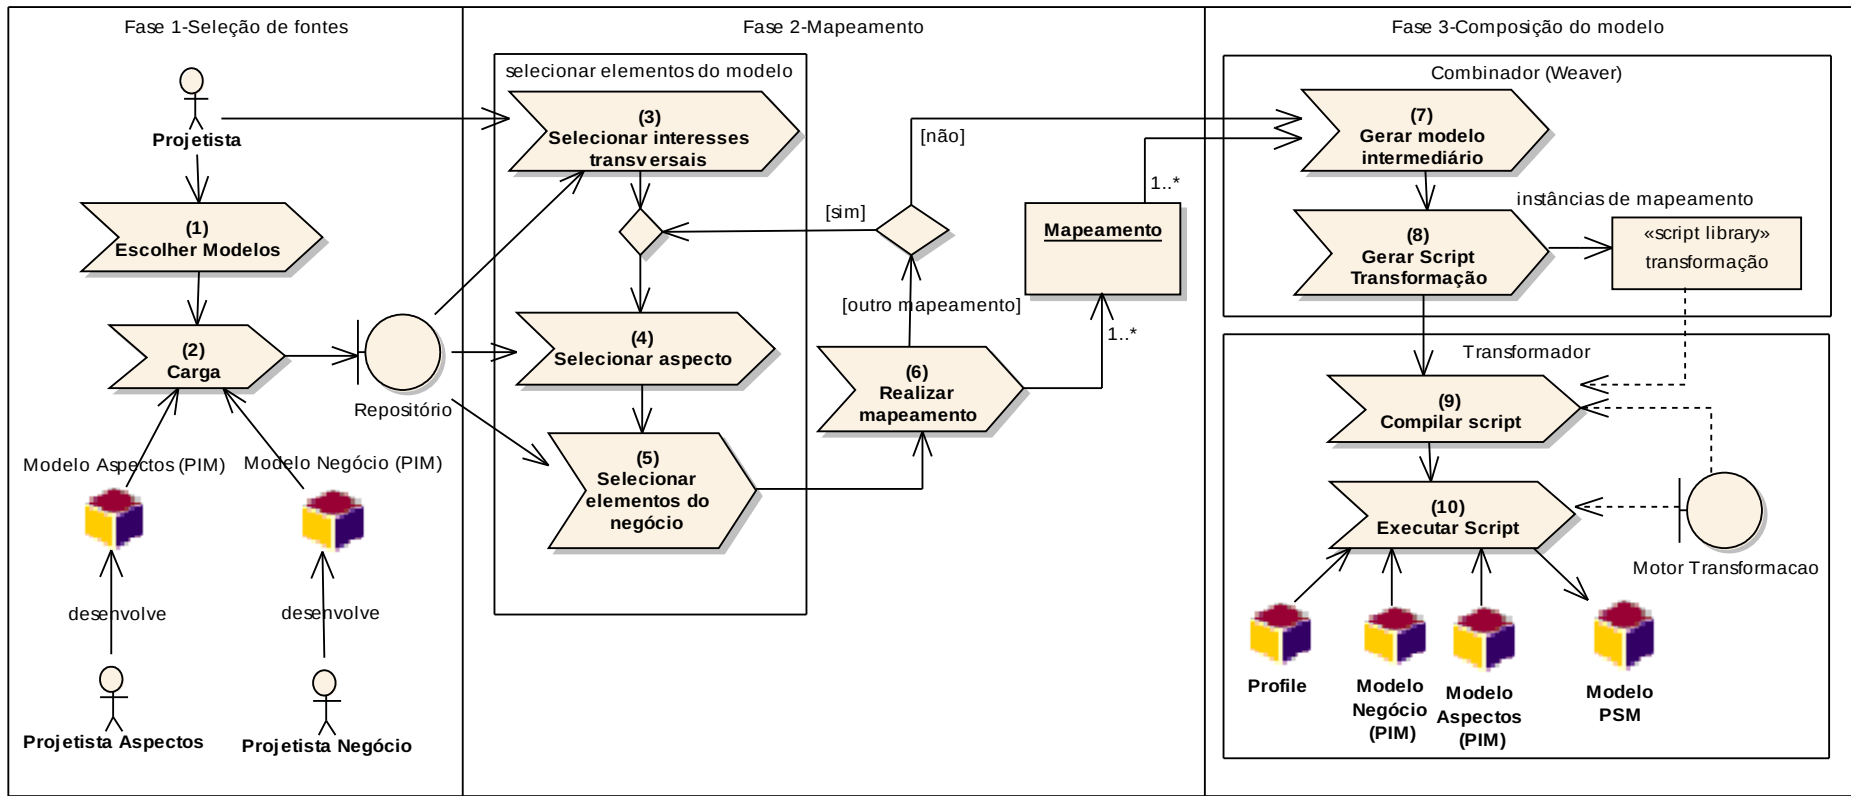 Fase 1-Seleção de fontes
Projetista
(1)
Escolher Modelos
(2)
Carga
Repositório
Modelo Aspectos (PIM)
Modelo Negócio (PIM)
desenvolve
desenvolve
Projetista Aspectos
Projetista Negócio
Fase 2-Mapeamento
selecionar elementos do modelo
(3)
Selecionar interesses
transversais
(4)
Selecionar aspecto
(5)
Selecionar
elementos do
negócio
[sim]
[não]
[outro mapeamento]
(6)
Realizar
mapeamento
Mapeamento
1..*
1..*
Fase 3-Composição do modelo
Combinador (Weaver)
(7)
Gerar modelo
intermediário
(8)
Gerar Script
Transformação
instâncias de mapeamento
«script library»
transformação
Transformador
(9)
Compilar script
(10)
Executar Script
Motor Transformacao
Profile
Modelo
Negócio
(PIM)
Modelo
Aspectos
(PIM)
Modelo
PSM